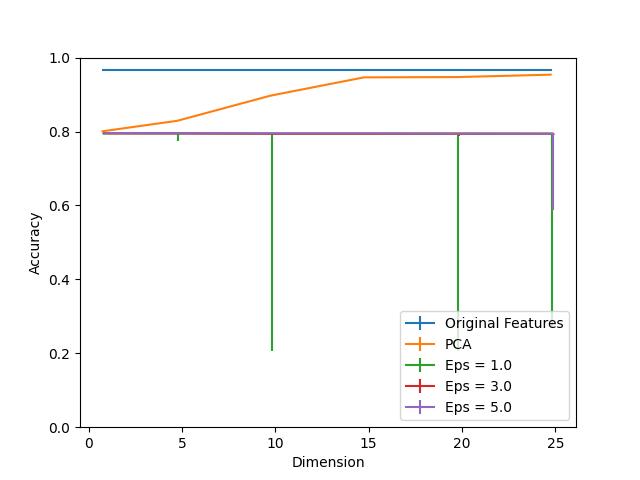 1.0
0.8
0.6
0.4
0.2
0.0
Accuracy
Original Features
PCA
Eps = 1.0
Eps = 3.0
Eps = 5.0
0 5 10 15 20 25
Dimension